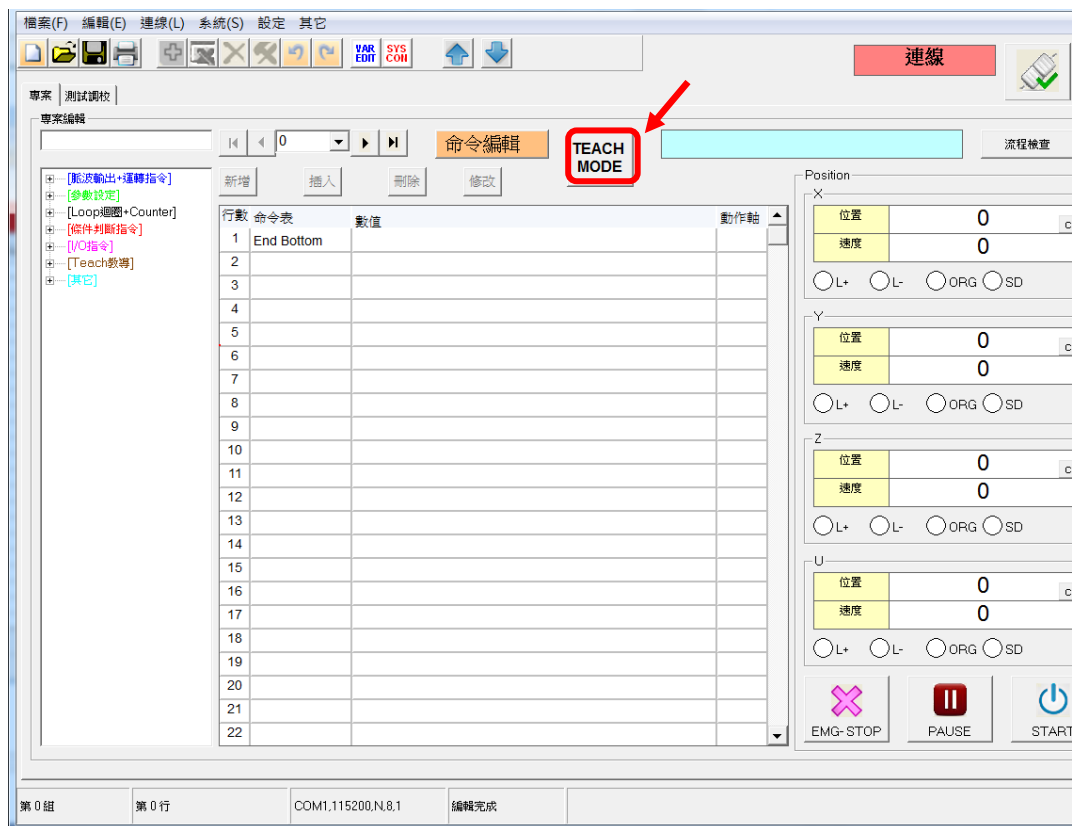 檔案(F) 編輯(E) 連線(L) 系統(S) 設定 其它
VAR EDIT SYS CON
連線
專案 測試調校
專案編輯
0 命令編輯 TEACH MODE 流程檢查
[脈波輸出+運轉指令]
[參數設定]
[Loop迴圈+Counter]
[條件判斷指令]
[I/O指令]
[Teach教導]
[其它]
新增 插入 刪除 修改
行數 命令表 數值 動作軸
1 End Bottom
2
3
4
5
6
7
8
9
10
11
12
13
14
15
16
17
18
19
20
21
22
Position
X
位置 0 C
速度 0
L+ L- ORG SD
Y
位置 0 C
速度 0
L+ L- ORG SD
Z
位置 0 C
速度 0
L+ L- ORG SD
U
位置 0 C
速度 0
L+ L- ORG SD
EMG-STOP PAUSE START
第 0 組 第 0 行 COM1,115200,N,8,1 編輯完成